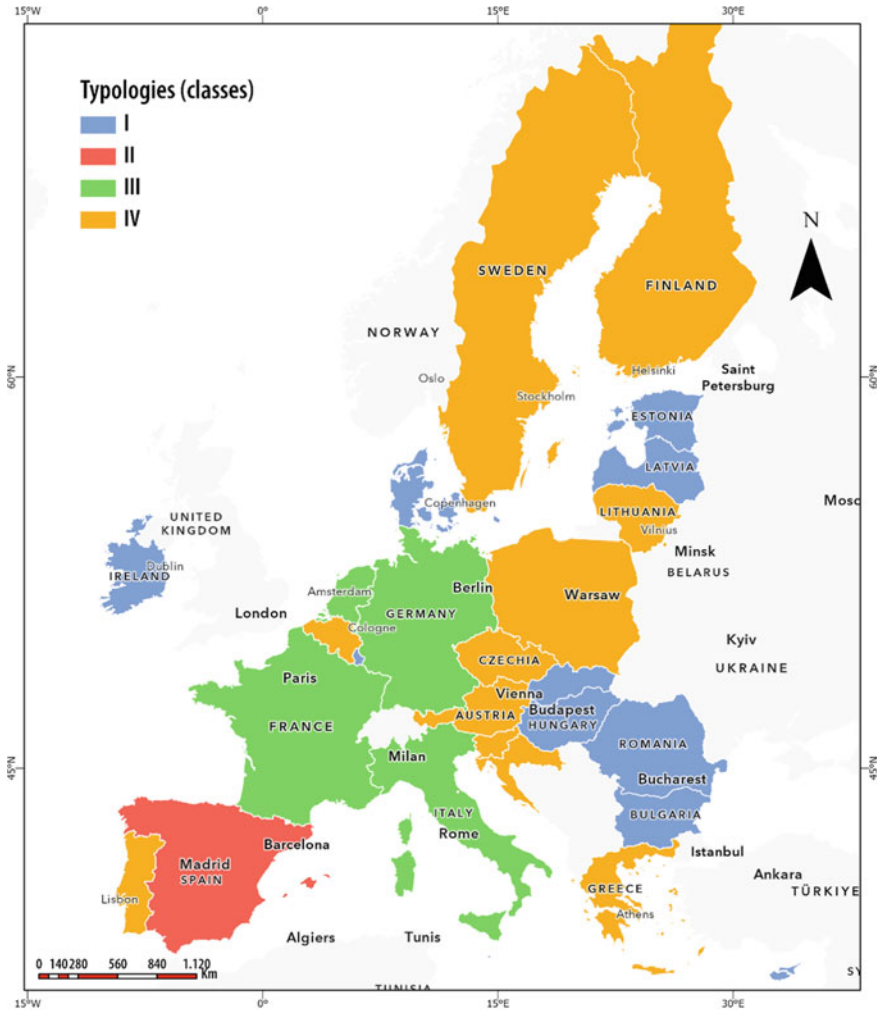 15°W
0°
15°E
30°E
Typologies (classes)
I
II
III
IV
N
SWEDEN
FINLAND
NORWAY
60°N
60°N
Oslo
Helsinki
Saint
Petersburg
Stockholm
ESTONIA
LATVIA
Copenhagen
Mosc
UNITED
KINGDOM
LITHUANIA
Vilnius
Minsk
BELARUS
Dublin
IRELAND
Amsterdam
Berlin
Warsaw
London
GERMANY
Cologne
Kyiv
UKRAINE
CZECHIA
Paris
Vienna
Budapest
AUSTRIA
HUNGARY
FRANCE
ROMANIA
Milan
45°N
45°N
Bucharest
ITALY
BULGARIA
Rome
Barcelona
Istanbul
Madrid
SPAIN
Ankara
TÜRKIYE
GREECE
Lisbon
Athens
Algiers
Tunis
0 140 280 560 840 1.120
Km
SY
TUNISIA
15°W
0°
15°E
30°E